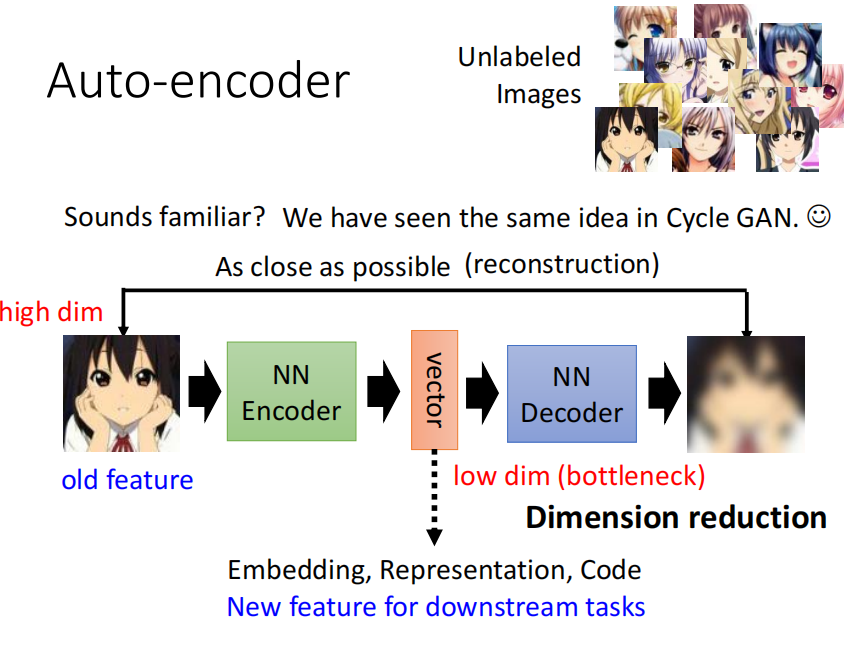 Auto-encoder
Unlabeled
Images
Sounds familiar? We have seen the same idea in Cycle GAN. ☺
As close as possible (reconstruction)
high dim
NN
Encoder
vector
NN
Decoder
old feature
low dim (bottleneck)
Dimension reduction
Embedding, Representation, Code
New feature for downstream tasks